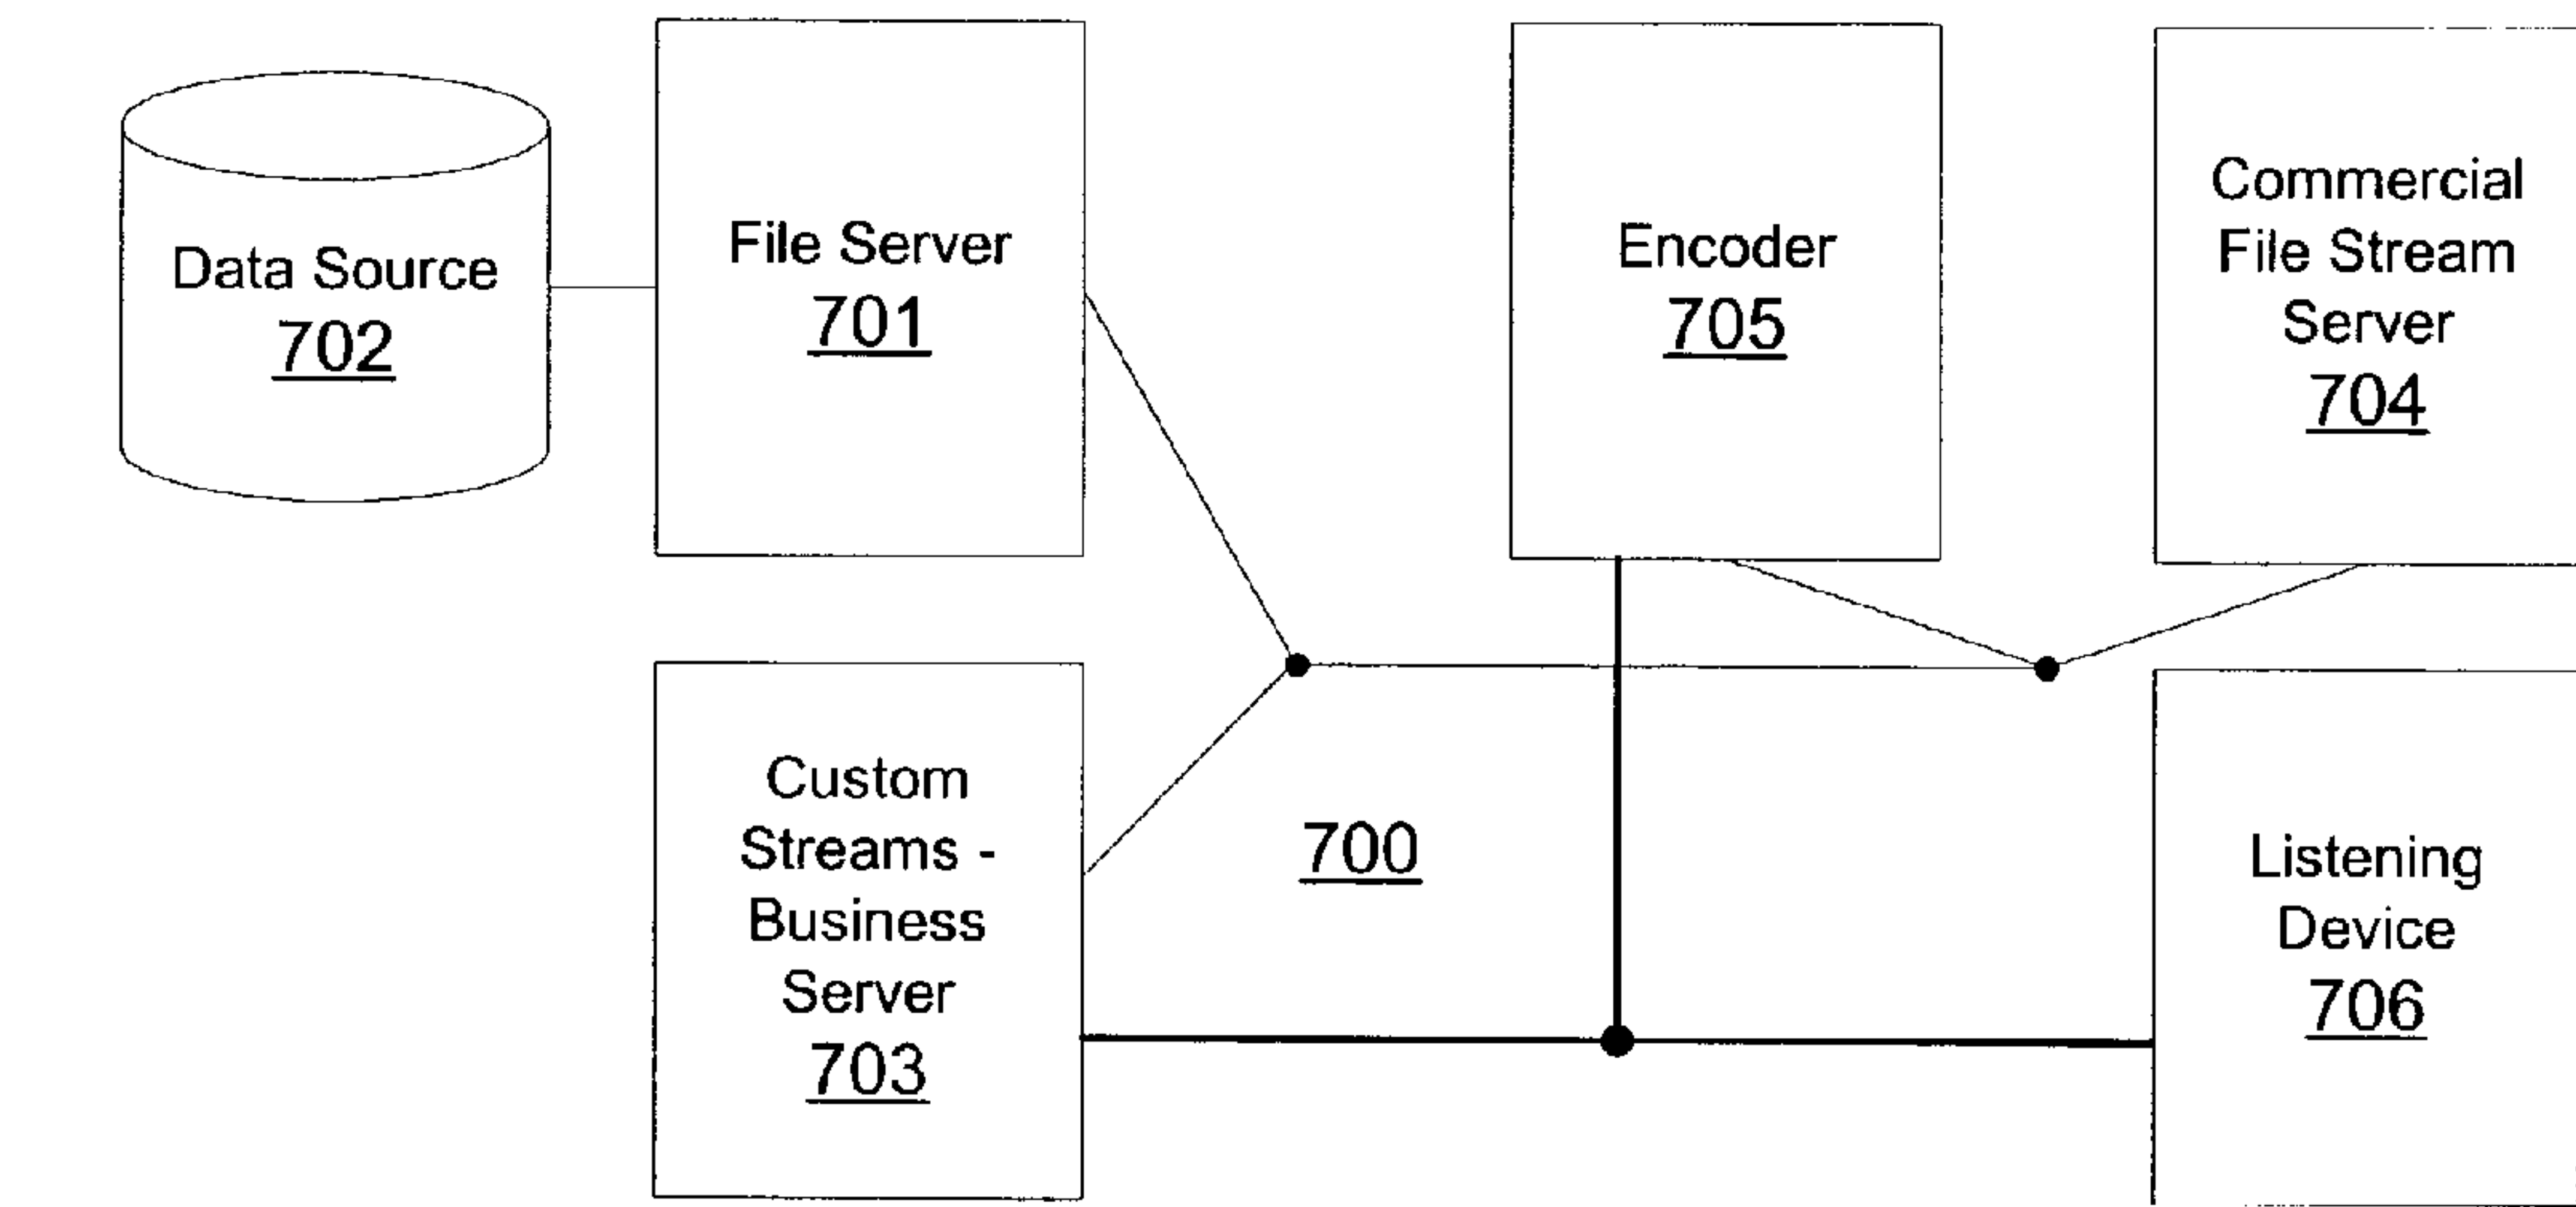 Data Source
702
File Server
701
Encoder
705
Commercial
File Stream
Server
704
Custom
Streams -
Business
Server
703
700
Listening
Device
706